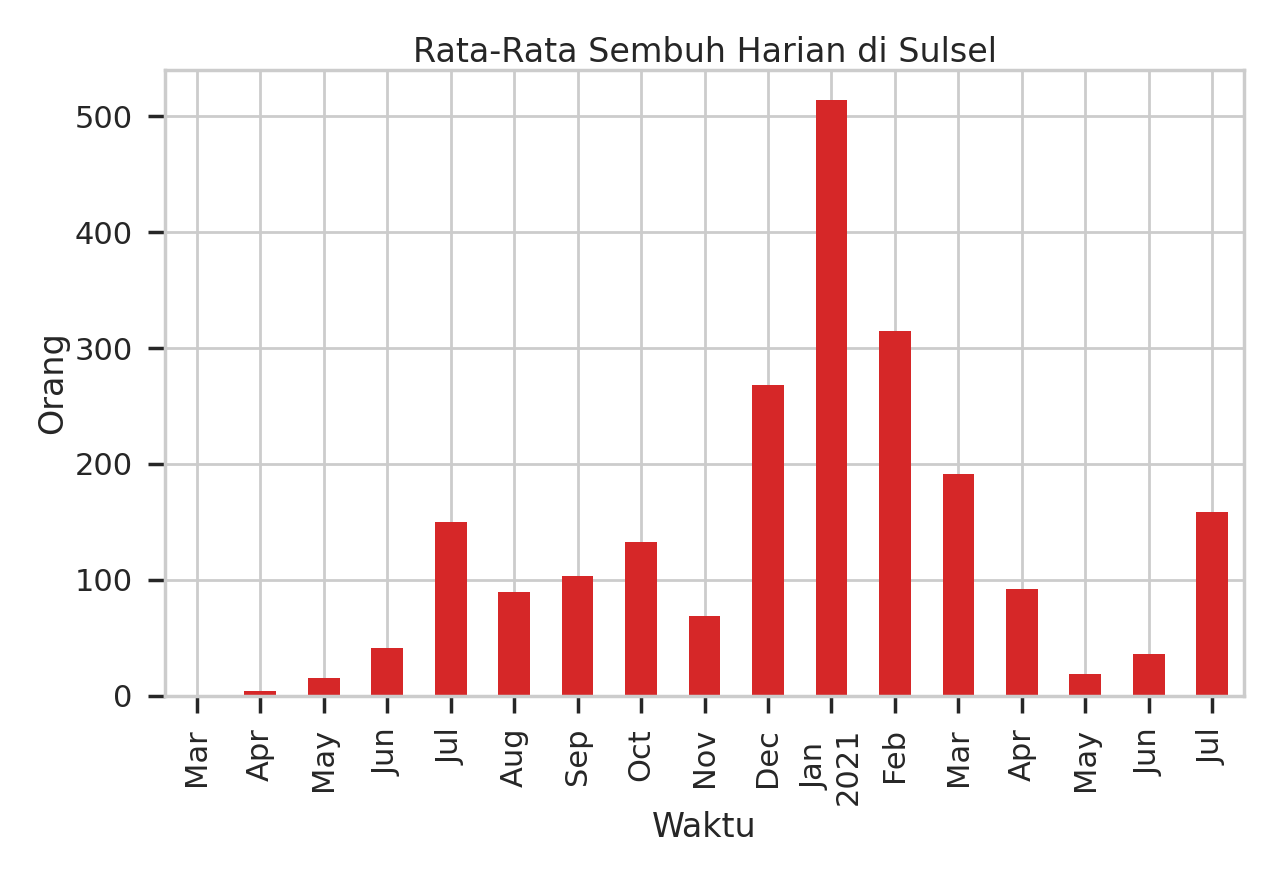 Rata-Rata Sembuh Harian di Sulsel
Orang
500
400
300
200
100
0
Mar
Apr
May
Jun
Jul
Aug
Sep
Oct
Nov
Dec
Jan
2021
Feb
Mar
Apr
May
Jun
Jul
Waktu